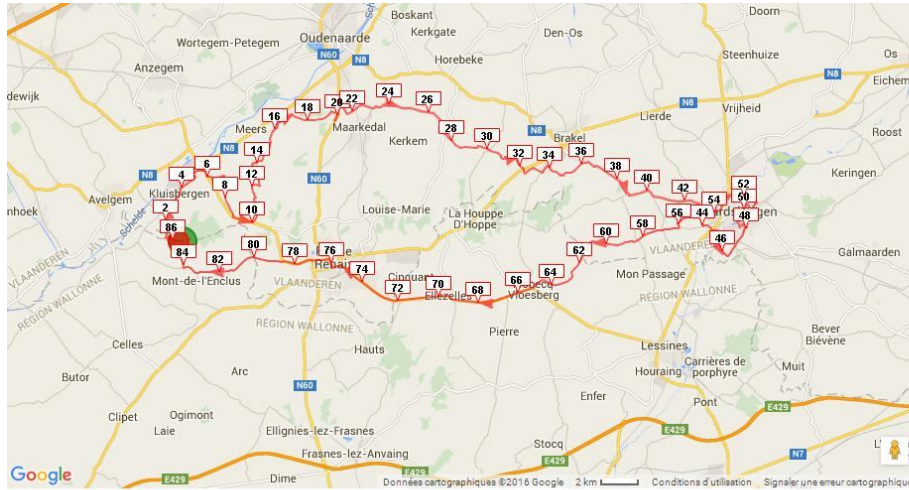 Boskant
Doorn
Kerkgate
Den-Os
Oudenaarde
Steenhuize
Wortegem-Petegem
N60
Horebeke
N8
Os
Anzegem
N8
Eichem
Vrijheid
edewijk
24
Lierde
18
20
22
26
16
Roost
Meers
Maarkedal
28
Brakel
N8
Kerkem
30
14
32
34
36
6
N8
4
12
38
Keringen
Kluisbergen
8
N60
40
52
42
50
Avelgem
54
2
10
Louise-Marie
La Houppe
D'Hoppe
56
44
48
Schelde
86
58
60
46
84
80
78
76
62
Galmaarden
VLAANDEREN
82
74
Mon Passage
64
Mont-de-l'Enclus
66
VLAANDEREN
70
68
72
Ellezelles
Vloesberg
RÉGION WALLONNE
RÉGION WALLONNE
RÉGION WALLONNE
Pierre
Bever
Biévène
Celles
Lessines
Hauts
Houraing
Carrières de
porphyre
Arc
Muit
Butor
N60
Enfer
Pont
E429
Clipet
Ogimont
Laie
Ellignies-lez-Frasnes
E429
E429
Stocq
N7
Frasnes-lez-Anvaing
Google
Dime
Données cartographiques ©2016 Google
2 km
Conditions d'utilisation
Signaler une erreur cartographique